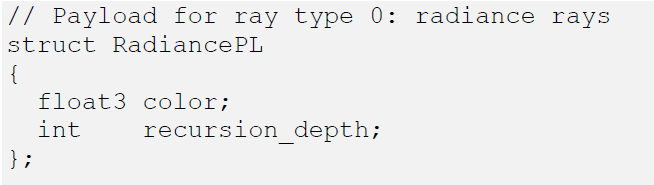 // Payload for ray type 0: radiance rays
struct RadiancePL
{
  float3 color;
  int    recursion_depth;
};